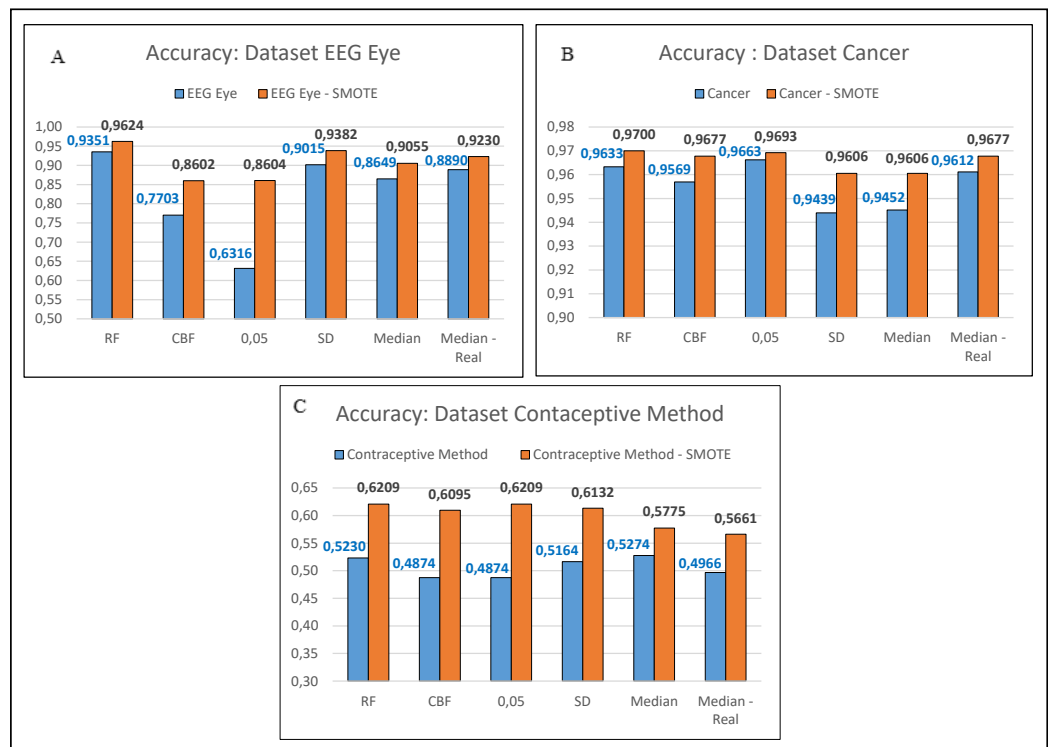 A
Accuracy: Dataset EEG Eye
EEG Eye
EEG Eye - SMOTE
1,00
0,95
0,90
0,85
0,80
0,75
0,70
0,65
0,60
0,55
0,50
0,9351
0,9624
0,7703
0,8602
0,6316
0,8604
0,9015
0,9382
0,8649
0,9055
0,8890
0,9230
RF
CBF
0,05
SD
Median
Median -
Real
B
Accuracy : Dataset Cancer
Cancer
Cancer - SMOTE
0,98
0,97
0,96
0,95
0,94
0,93
0,92
0,91
0,90
0,9633
0,9700
0,9569
0,9677
0,9663
0,9693
0,9439
0,9606
0,9452
0,9606
0,9612
0,9677
RF
CBF
0,05
SD
Median
Median -
Real
C
Accuracy: Dataset Contaceptive Method
Contraceptive Method
Contraceptive Method - SMOTE
0,65
0,60
0,55
0,50
0,45
0,40
0,35
0,30
0,5230
0,6209
0,4874
0,6095
0,4874
0,6209
0,5164
0,6132
0,5274
0,5775
0,4966
0,5661
RF
CBF
0,05
SD
Median
Median -
Real